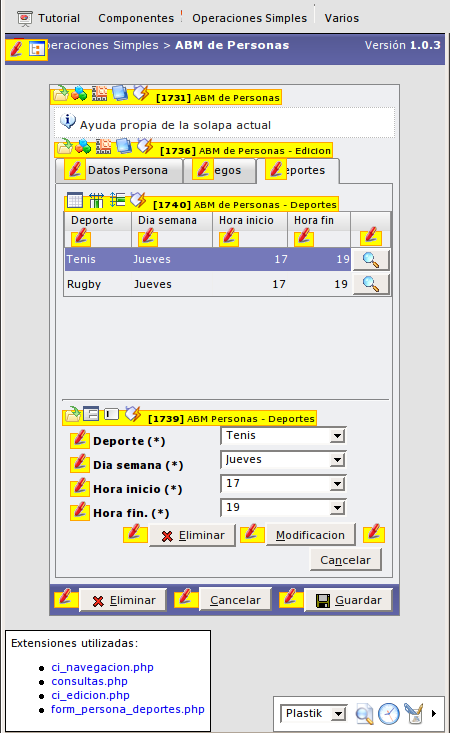 Tutorial Componentes Operaciones Simples Varios
peraciones Simples > ABM de Personas Versión 1.0.3
[1731] ABM de Personas
Ayuda propia de la solapa actual
[1736] ABM de Personas - Edicion
Datos Persona egos eportes
[1740] ABM de Personas - Deportes
Deporte Dia semana Hora inicio Hora fin
Tenis Jueves 17 19
Rugby Jueves 17 19
[1739] ABM Personas - Deportes
Deporte (*) Tenis
Dia semana (*) Jueves
Hora inicio (*) 17
Hora fin. (*) 19
Eliminar Modificacion
Cancelar
Eliminar Cancelar Guardar
Extensiones utilizadas:
ci_navegacion.php
consultas.php
ci_edicion.php
form_persona_deportes.php
Plastik